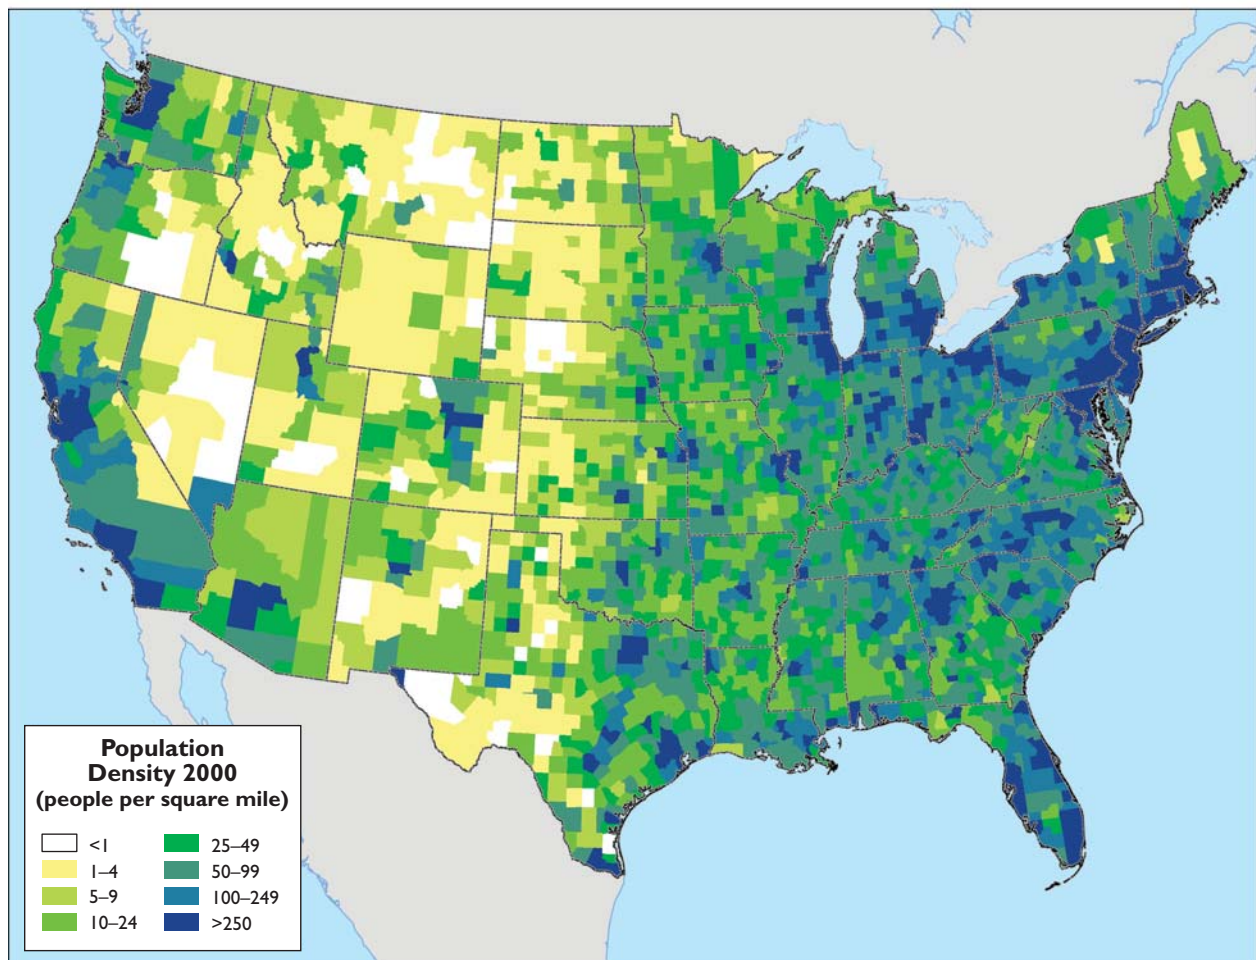 Population
Density 2000
(people per square mile)
<1
1–4
5–9
10–24
25–49
50–99
100–249
>250